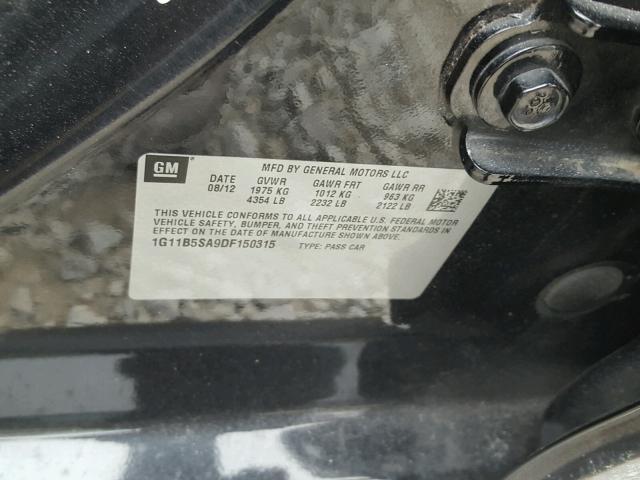 GM
MFD BY GENERAL MOTORS LLC
DATE GVWR GAWR FRT GAWR RR
08/12 1975 KG 1012 KG 963 KG
4354 LB 2232 LB 2122 LB
THIS VEHICLE CONFORMS TO ALL APPLICABLE U.S. FEDERAL MOTOR
VEHICLE SAFETY, BUMPER, AND THEFT PREVENTION STANDARDS IN
EFFECT ON THE DATE OF MANUFACTURE SHOWN ABOVE.
1G11B5SA9DF150315 TYPE: PASS CAR